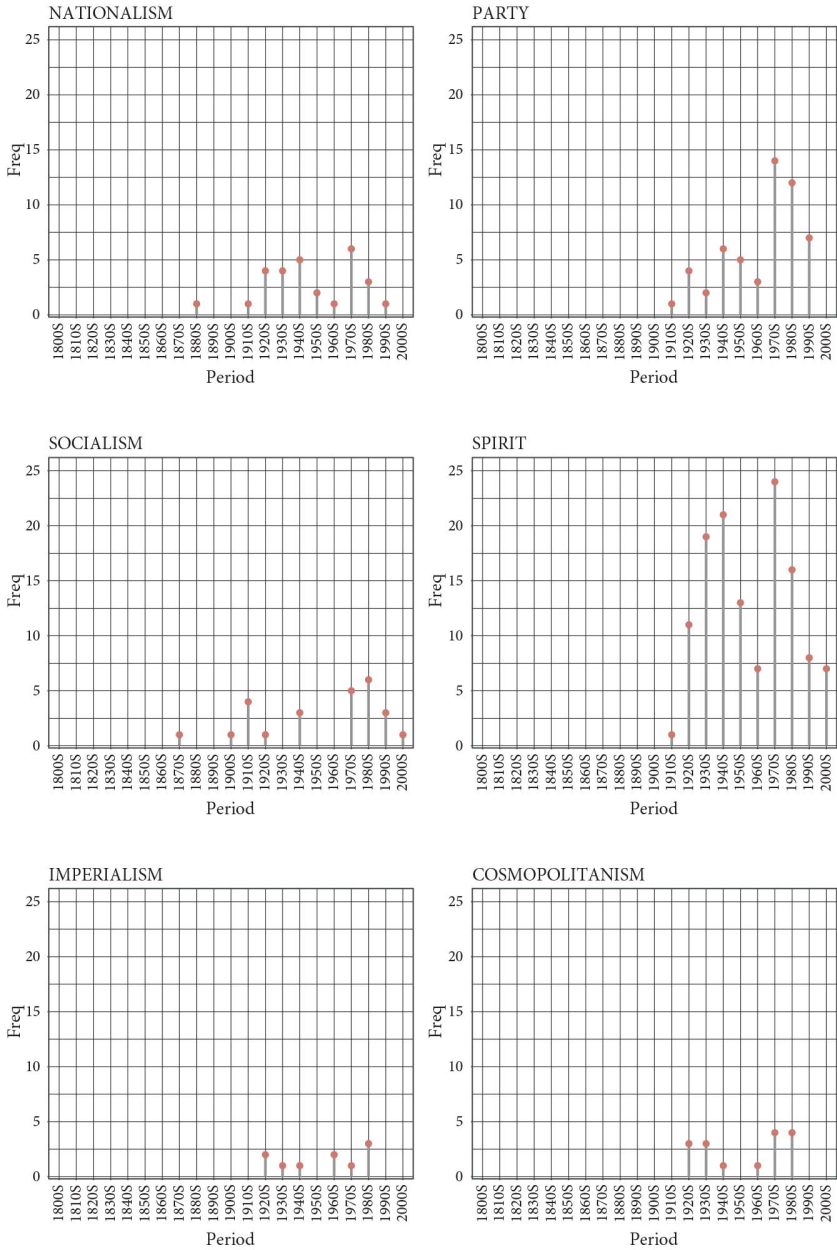 NATIONALISM
25
20
15
10
5
0
Freq
1800S
1810S
1820S
1830S
1840S
1850S
1860S
1870S
1880S
1890S
1900S
1910S
1920S
1930S
1940S
1950S
1960S
1970S
1980S
1990S
2000S
Period
PARTY
25
20
15
10
5
0
Freq
1800S
1810S
1820S
1830S
1840S
1850S
1860S
1870S
1880S
1890S
1900S
1910S
1920S
1930S
1940S
1950S
1960S
1970S
1980S
1990S
2000S
Period
SOCIALISM
25
20
15
10
5
0
Freq
1800S
1810S
1820S
1830S
1840S
1850S
1860S
1870S
1880S
1890S
1900S
1910S
1920S
1930S
1940S
1950S
1960S
1970S
1980S
1990S
2000S
Period
SPIRIT
25
20
15
10
5
0
Freq
1800S
1810S
1820S
1830S
1840S
1850S
1860S
1870S
1880S
1890S
1900S
1910S
1920S
1930S
1940S
1950S
1960S
1970S
1980S
1990S
2000S
Period
IMPERIALISM
25
20
15
10
5
0
Freq
1800S
1810S
1820S
1830S
1840S
1850S
1860S
1870S
1880S
1890S
1900S
1910S
1920S
1930S
1940S
1950S
1960S
1970S
1980S
1990S
2000S
Period
COSMOPOLITANISM
25
20
15
10
5
0
Freq
1800S
1810S
1820S
1830S
1840S
1850S
1860S
1870S
1880S
1890S
1900S
1910S
1920S
1930S
1940S
1950S
1960S
1970S
1980S
1990S
2000S
Period